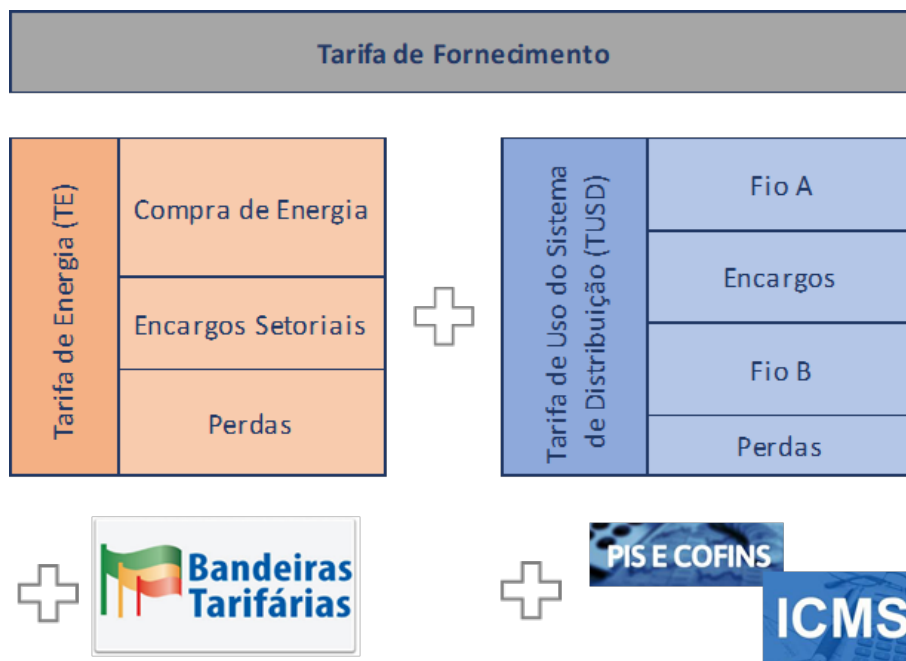 Tarifa de Fornecimento
Tarifa de Energia (TE)
Compra de Energia
Encargos Setoriais
Perdas
Tarifa de Uso do Sistema
de Distribuição (TUSD)
Fio A
Encargos
Fio B
Perdas
Bandeiras
Tarifárias
PIS E COFINS
ICMS